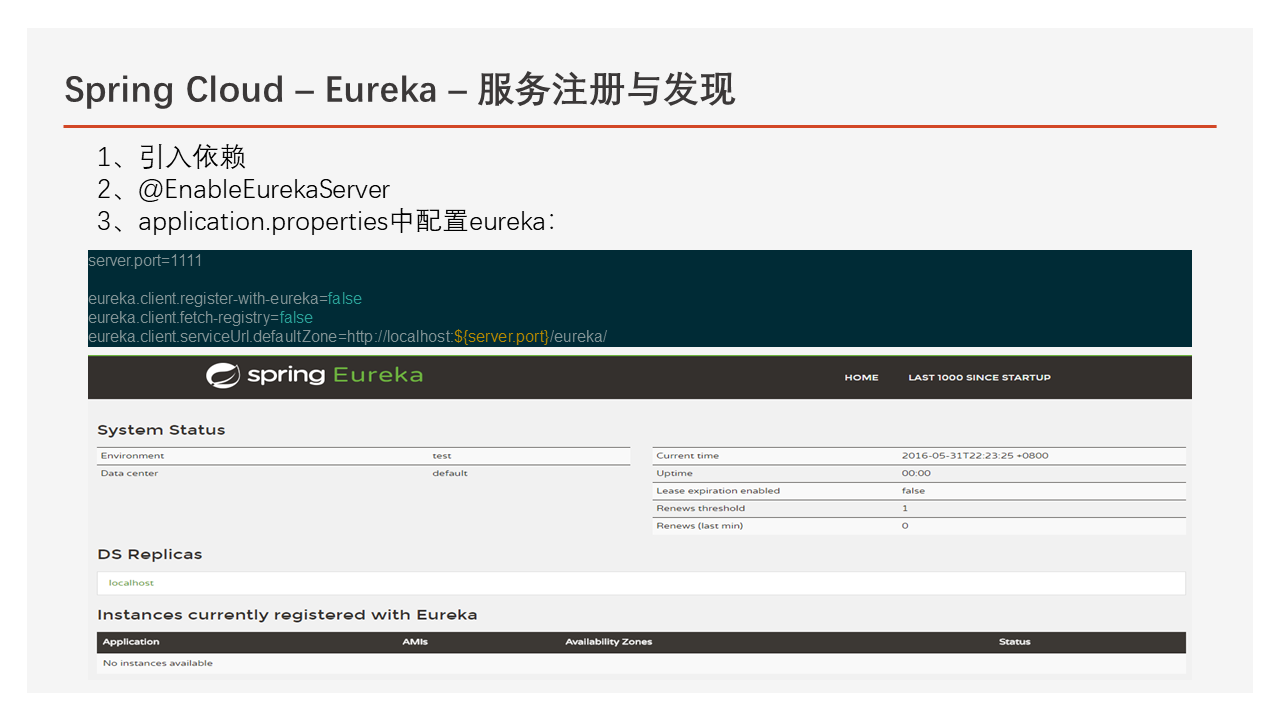 Spring Cloud – Eureka – 服务注册与发现
1、引入依赖
2、@EnableEurekaServer
3、application.properties中配置eureka：
server.port=1111
eureka.client.register-with-eureka=false
eureka.client.fetch-registry=false
eureka.client.serviceUrl.defaultZone=http://localhost:${server.port}/eureka/
spring Eureka HOME LAST 1000 SINCE STARTUP
System Status
Environment test Current time 2016-05-31T22:23:25 +0800
Data center default Uptime 00:00
Lease expiration enabled false
Renews threshold 1
Renews (last min) 0
DS Replicas
localhost
Instances currently registered with Eureka
Application AMIs Availability Zones Status
No instances available